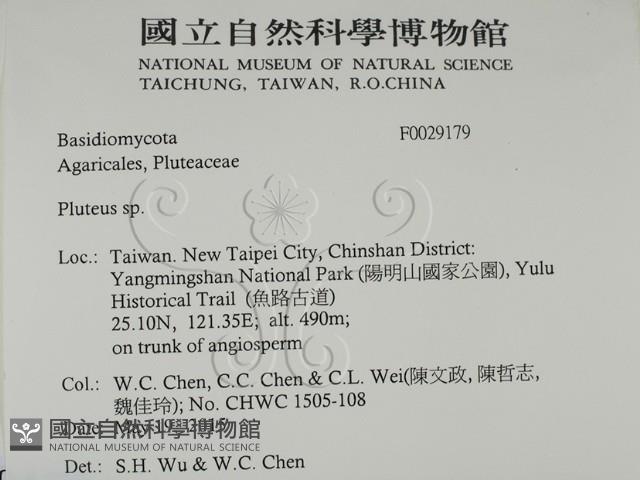 國立自然科學博物館
NATIONAL MUSEUM OF NATURAL SCIENCE
TAICHUNG, TAIWAN, R.O.CHINA
Basidiomycota F0029179
Agaricales, Pluteaceae
Pluteus sp.
Loc.: Taiwan. New Taipei City, Chinshan District:
Yangmingshan National Park (陽明山國家公園), Yulu
Historical Trail (魚路古道)
25.10N, 121.35E; alt. 490m;
on trunk of angiosperm
Col.: W.C. Chen, C.C. Chen & C.L. Wei(陳文政, 陳哲志,
魏佳玲); No. CHWC 1505-108
Date: May 19, 2015
國立自然科學博物館
NATIONAL MUSEUM OF NATURAL SCIENCE
Det.: S.H. Wu & W.C. Chen